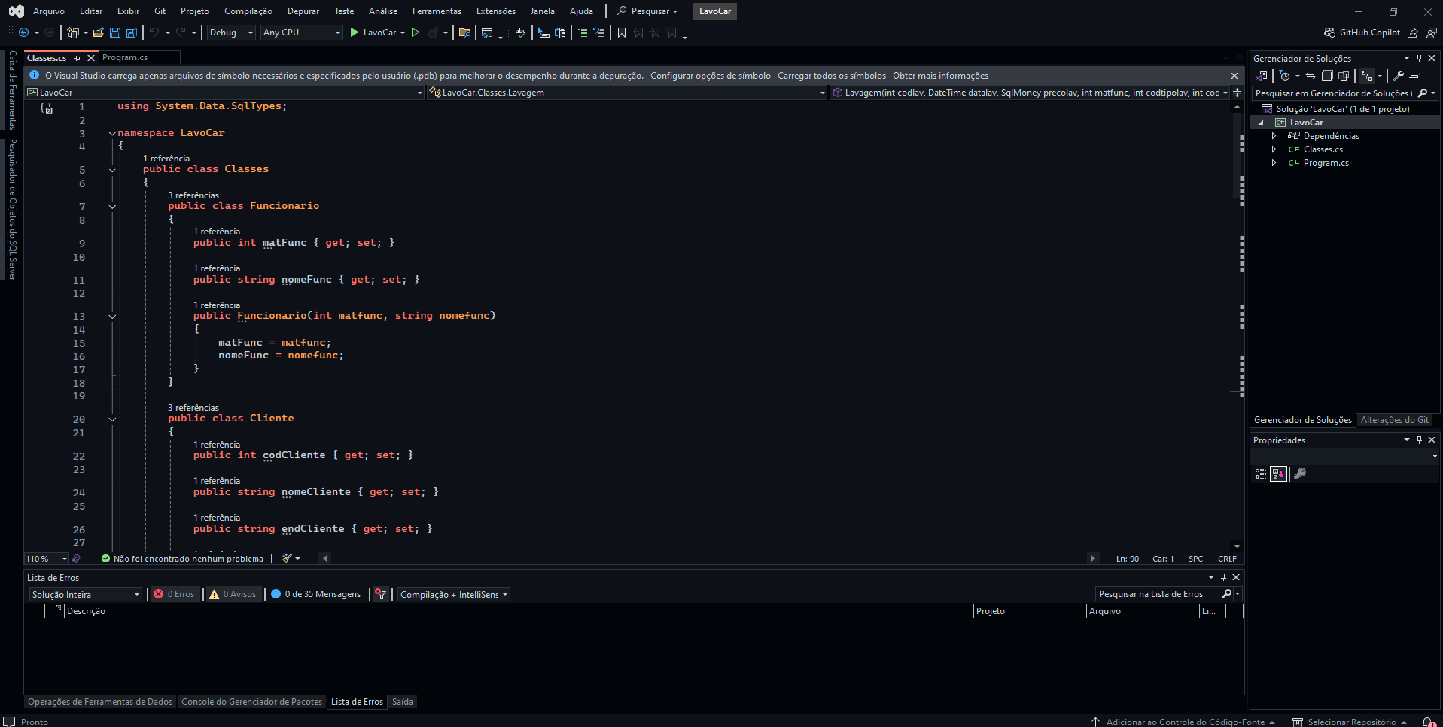 Arquivo Editar Exibir Git Projeto Compilação Depurar Teste Análise Ferramentas Extensões Janela Ajuda Pesquisar LavoCar
Debug Any CPU LavoCar GitHub Copilot
Caixa de Ferramentas
Pesquisador de Objetos do SQL Server
Classes.cs Program.cs
O Visual Studio carrega apenas arquivos de símbolo necessários e especificados pelo usuário (.pdb) para melhorar o desempenho durante a depuração. Configurar opções de símbolo Carregar todos os símbolos Obter mais informações
LavoCar LavoCar.Classes.Lavagem Lavagem(int codlav, DateTime datalav, SqlMoney precolav, int matfunc, int codtipolav, int cod
1 using System.Data.SqlTypes;
2
3 namespace LavoCar
4 {
1 referência
5 public class Classes
6 {
3 referências
7 public class Funcionario
8 {
1 referência
9 public int matFunc { get; set; }
10
1 referência
11 public string nomeFunc { get; set; }
12
1 referência
13 public Funcionario(int matfunc, string nomefunc)
14 {
15 matFunc = matfunc;
16 nomeFunc = nomefunc;
17 }
18 }
19
3 referências
20 public class Cliente
21 {
1 referência
22 public int codCliente { get; set; }
23
1 referência
24 public string nomeCliente { get; set; }
25
1 referência
26 public string endCliente { get; set; }
27
110 % Não foi encontrado nenhum problema Ln: 90 Car: 1 SPC CRLF
Lista de Erros
Solução Inteira 0 Erros 0 Avisos 0 de 35 Mensagens Compilação + IntelliSens Pesquisar na Lista de Erros
Descrição Projeto Arquivo Li...
Operações de Ferramentas de Dados Console do Gerenciador de Pacotes Lista de Erros Saída
Gerenciador de Soluções
Pesquisar em Gerenciador de Soluções (
Solução 'LavoCar' (1 de 1 projeto)
LavoCar
Dependências
C# Classes.cs
C# Program.cs
Gerenciador de Soluções Alterações do Git
Propriedades
Pronto Adicionar ao Controle do Código-Fonte Selecionar Repositório 1